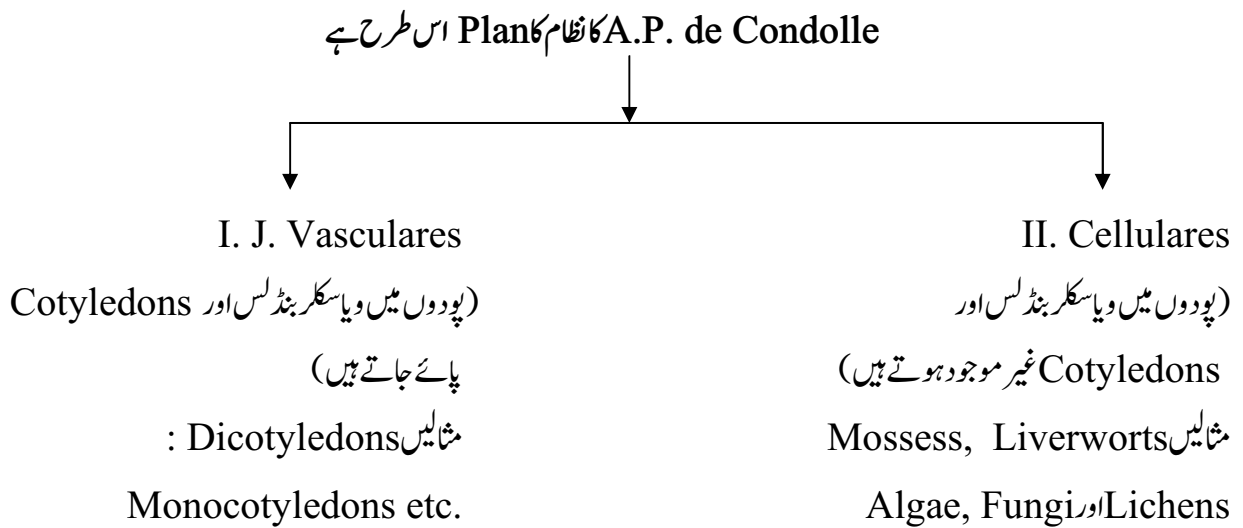 A.P. de Condolle کا نظام کا Plan اس طرح ہے
I. J. Vasculares
(پودوں میں ویاسکلر بنڈلس اور Cotyledons
پائے جاتے ہیں)
مثالیں Dicotyledons :
Monocotyledons etc.
II. Cellulares
(پودوں میں ویاسکلر بنڈلس اور
Cotyledons غیر موجود ہوتے ہیں)
مثالیں Mossess, Liverworts
Lichens اور Algae, Fungi